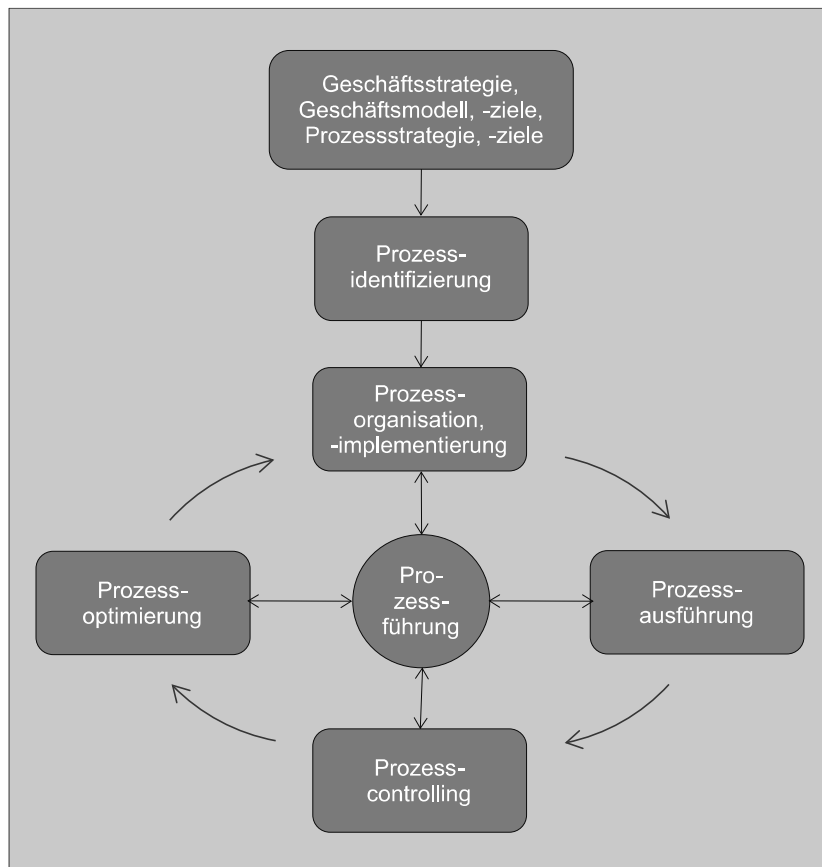 Geschäftsstrategie,
Geschäftsmodell, -ziele,
Prozessstrategie, -ziele
Prozess-
identifizierung
Prozess-
organisation,
-implementierung
Prozess-
optimierung
Pro-
zess-
führung
Prozess-
ausführung
Prozess-
controlling